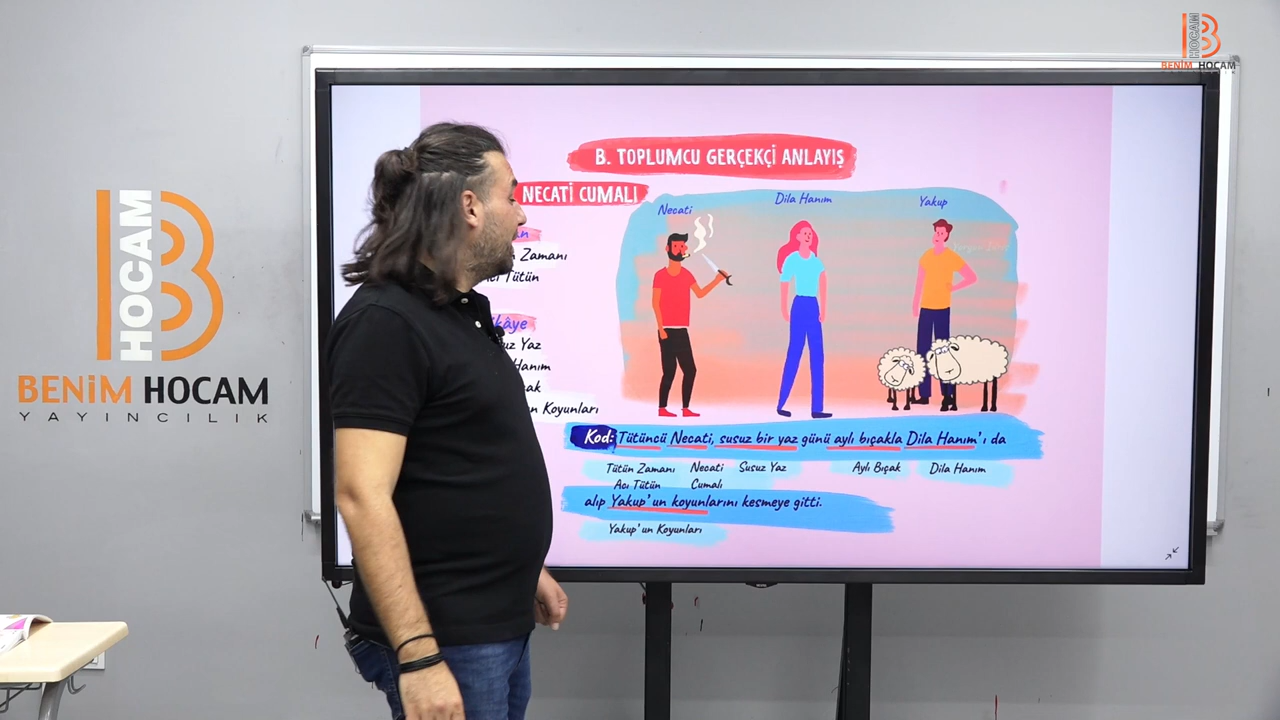 HOCAM
BENİM HOCAM
YAYINCILIK
HOCAM
BENİM HOCAM
YAYINCILIK
B. TOPLUMCU GERÇEKÇİ ANLAYIŞ
NECATİ CUMALI
Zamanı
Tütün
Yaz
Hanım
Koyunları
Necati
Dila Hanım
Yakup
Kod: Tütüncü Necati, susuz bir yaz günü aylı bıçakla Dila Hanım'ı da
Tütün Zamanı Necati Susuz Yaz Aylı Bıçak Dila Hanım
Acı Tütün Cumalı
alıp Yakup'un koyunlarını kesmeye gitti.
Yakup'un Koyunları